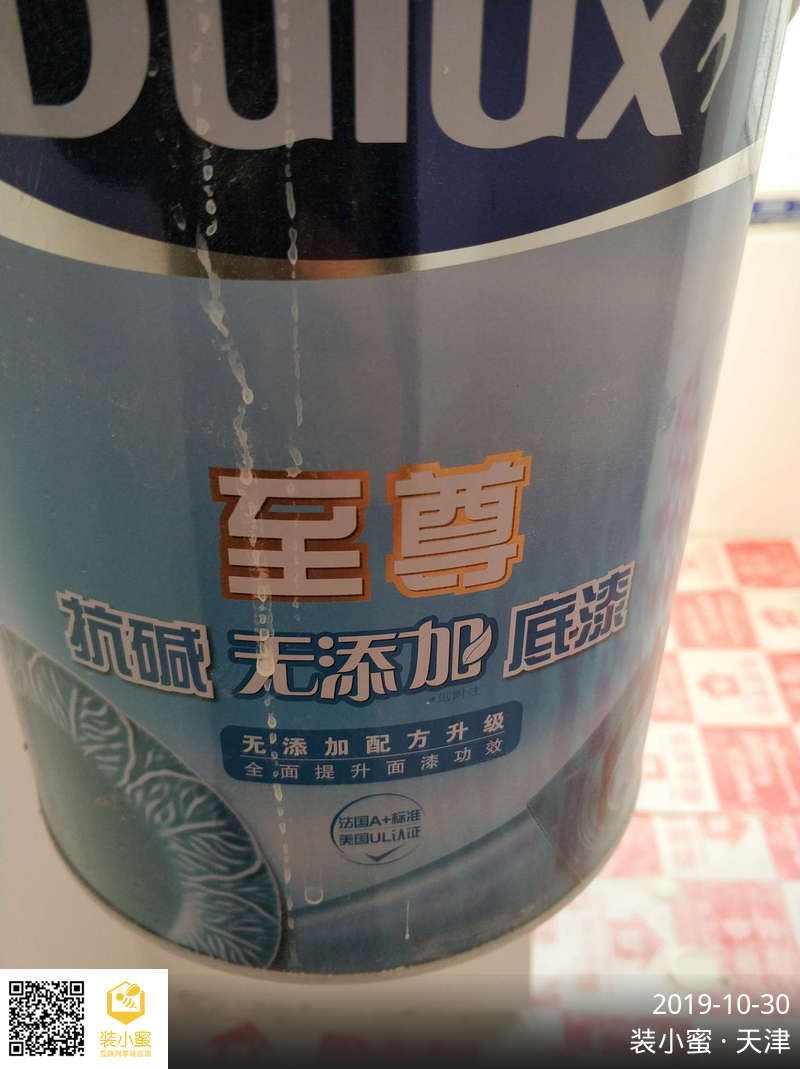 Dulux
至尊
抗碱 无添加 底漆
无添加配方升级
全面提升面漆功效
法国A+标准
美国UL认证
装小蜜
2019-10-30
装小蜜·天津